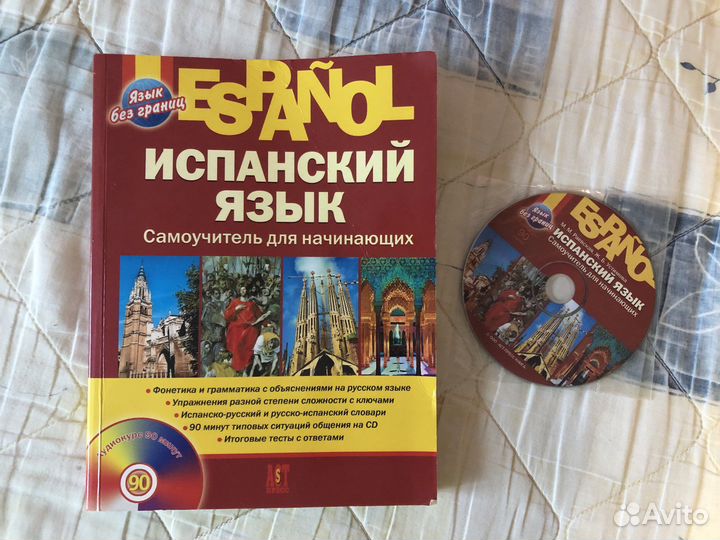 Язык
без границ
ESPAÑOL
ИСПАНСКИЙ
ЯЗЫК
Самоучитель для начинающих
• Фонетика и грамматика с объяснениями на русском языке
• Упражнения разной степени сложности с ключами
• Испанско-русский и русско-испанский словари
• 90 минут типовых ситуаций общения на CD
• Итоговые тесты с ответами
Аудиокурс 90 минут
90
AST
ПРЕСС
Язык
без границ
ESPAÑOL
90
ИСПАНСКИЙ ЯЗЫК
Самоучитель для начинающих
Avito